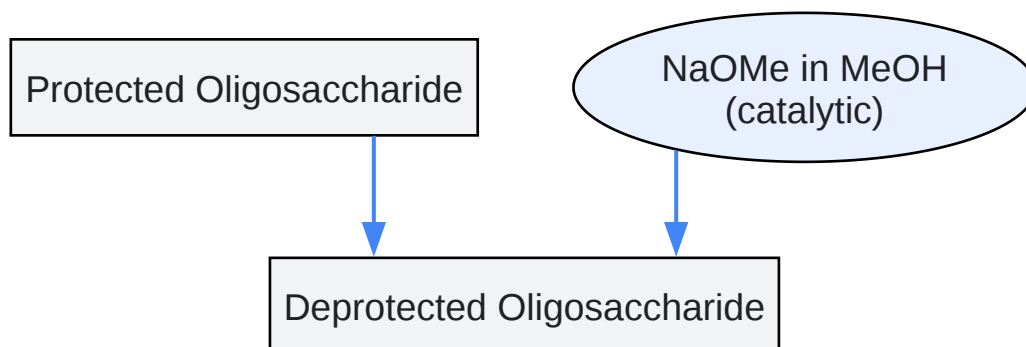 Protected Oligosaccharide
NaOMe in MeOH
(catalytic)
Deprotected Oligosaccharide